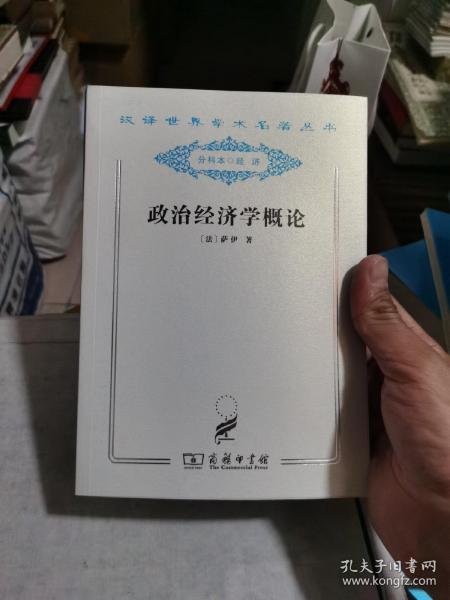 汉译世界学术名著丛书
分科本○经济
政治经济学概论
〔法〕萨伊 著
商务印书馆
The Commercial Press
孔夫子旧书网
www.kongfz.com